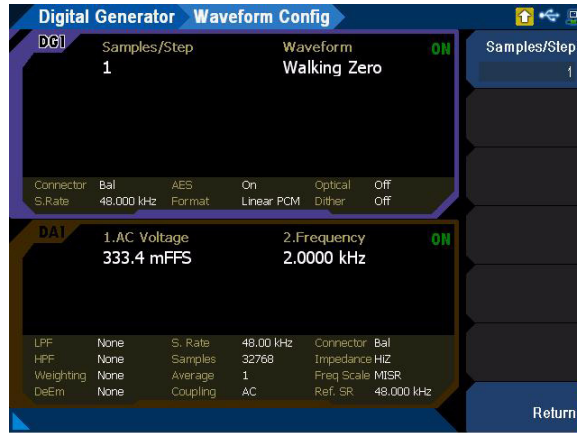 Digital Generator Waveform Config
DG1 Samples/Step Waveform ON Samples/Step
1 Walking Zero 1
Connector Bal AES On Optical Off
S.Rate 48.000 kHz Format Linear PCM Dither Off
DA1 1.AC Voltage 2.Frequency ON
333.4 mFFS 2.0000 kHz
LPF None S. Rate 48.00 kHz Connector Bal
HPF None Samples 32768 Impedance HiZ
Weighting None Average 1 Freq Scale MISR
DeEm None Coupling AC Ref. SR 48.000 kHz
Return